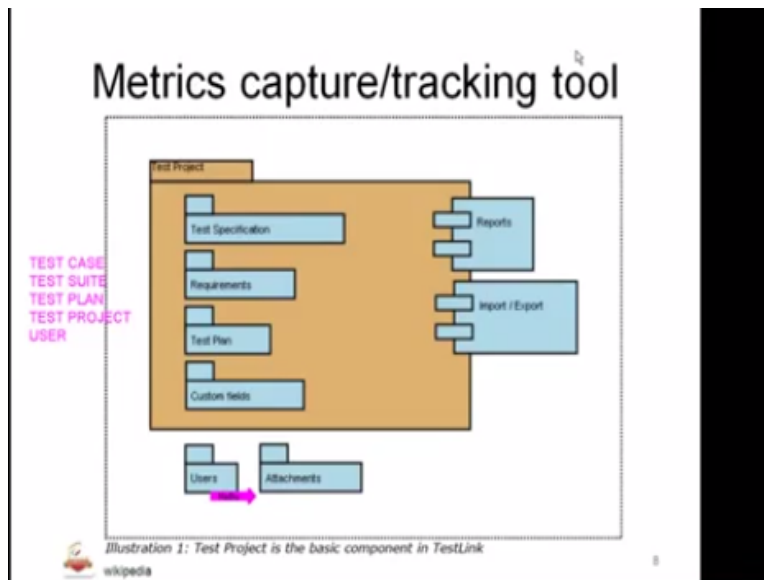 Metrics capture/tracking tool
Test Project
Test Specification
Reports
TEST CASE
TEST SUITE
Requirements
TEST PLAN
Import / Export
TEST PROJECT
USER
Test Plan
Custom fields
Users
Attachments
Illustration 1: Test Project is the basic component in TestLink
wikipedia
8